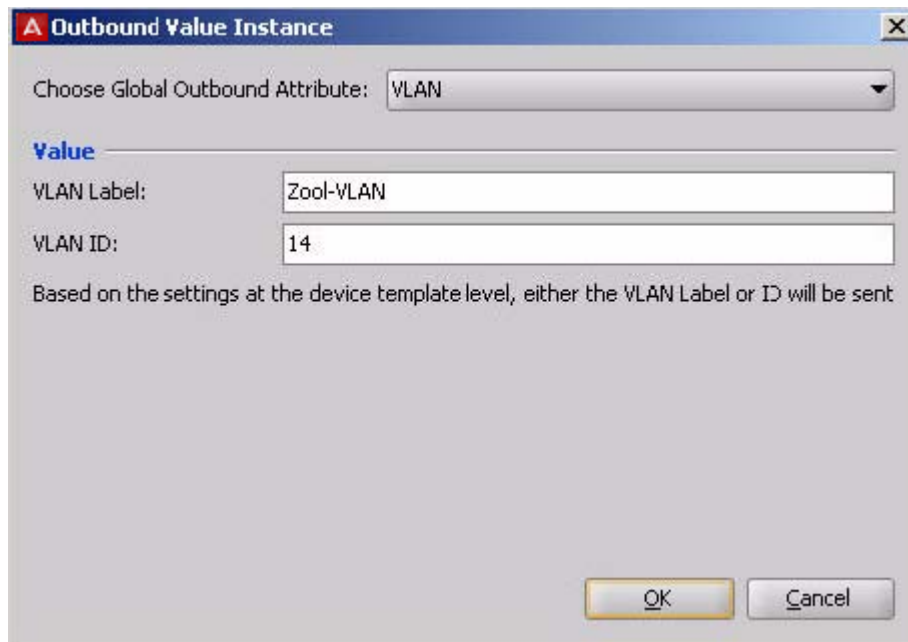 Outbound Value Instance
Choose Global Outbound Attribute: VLAN
Value
VLAN Label: Zool-VLAN
VLAN ID: 14
Based on the settings at the device template level, either the VLAN Label or ID will be sent
OK Cancel